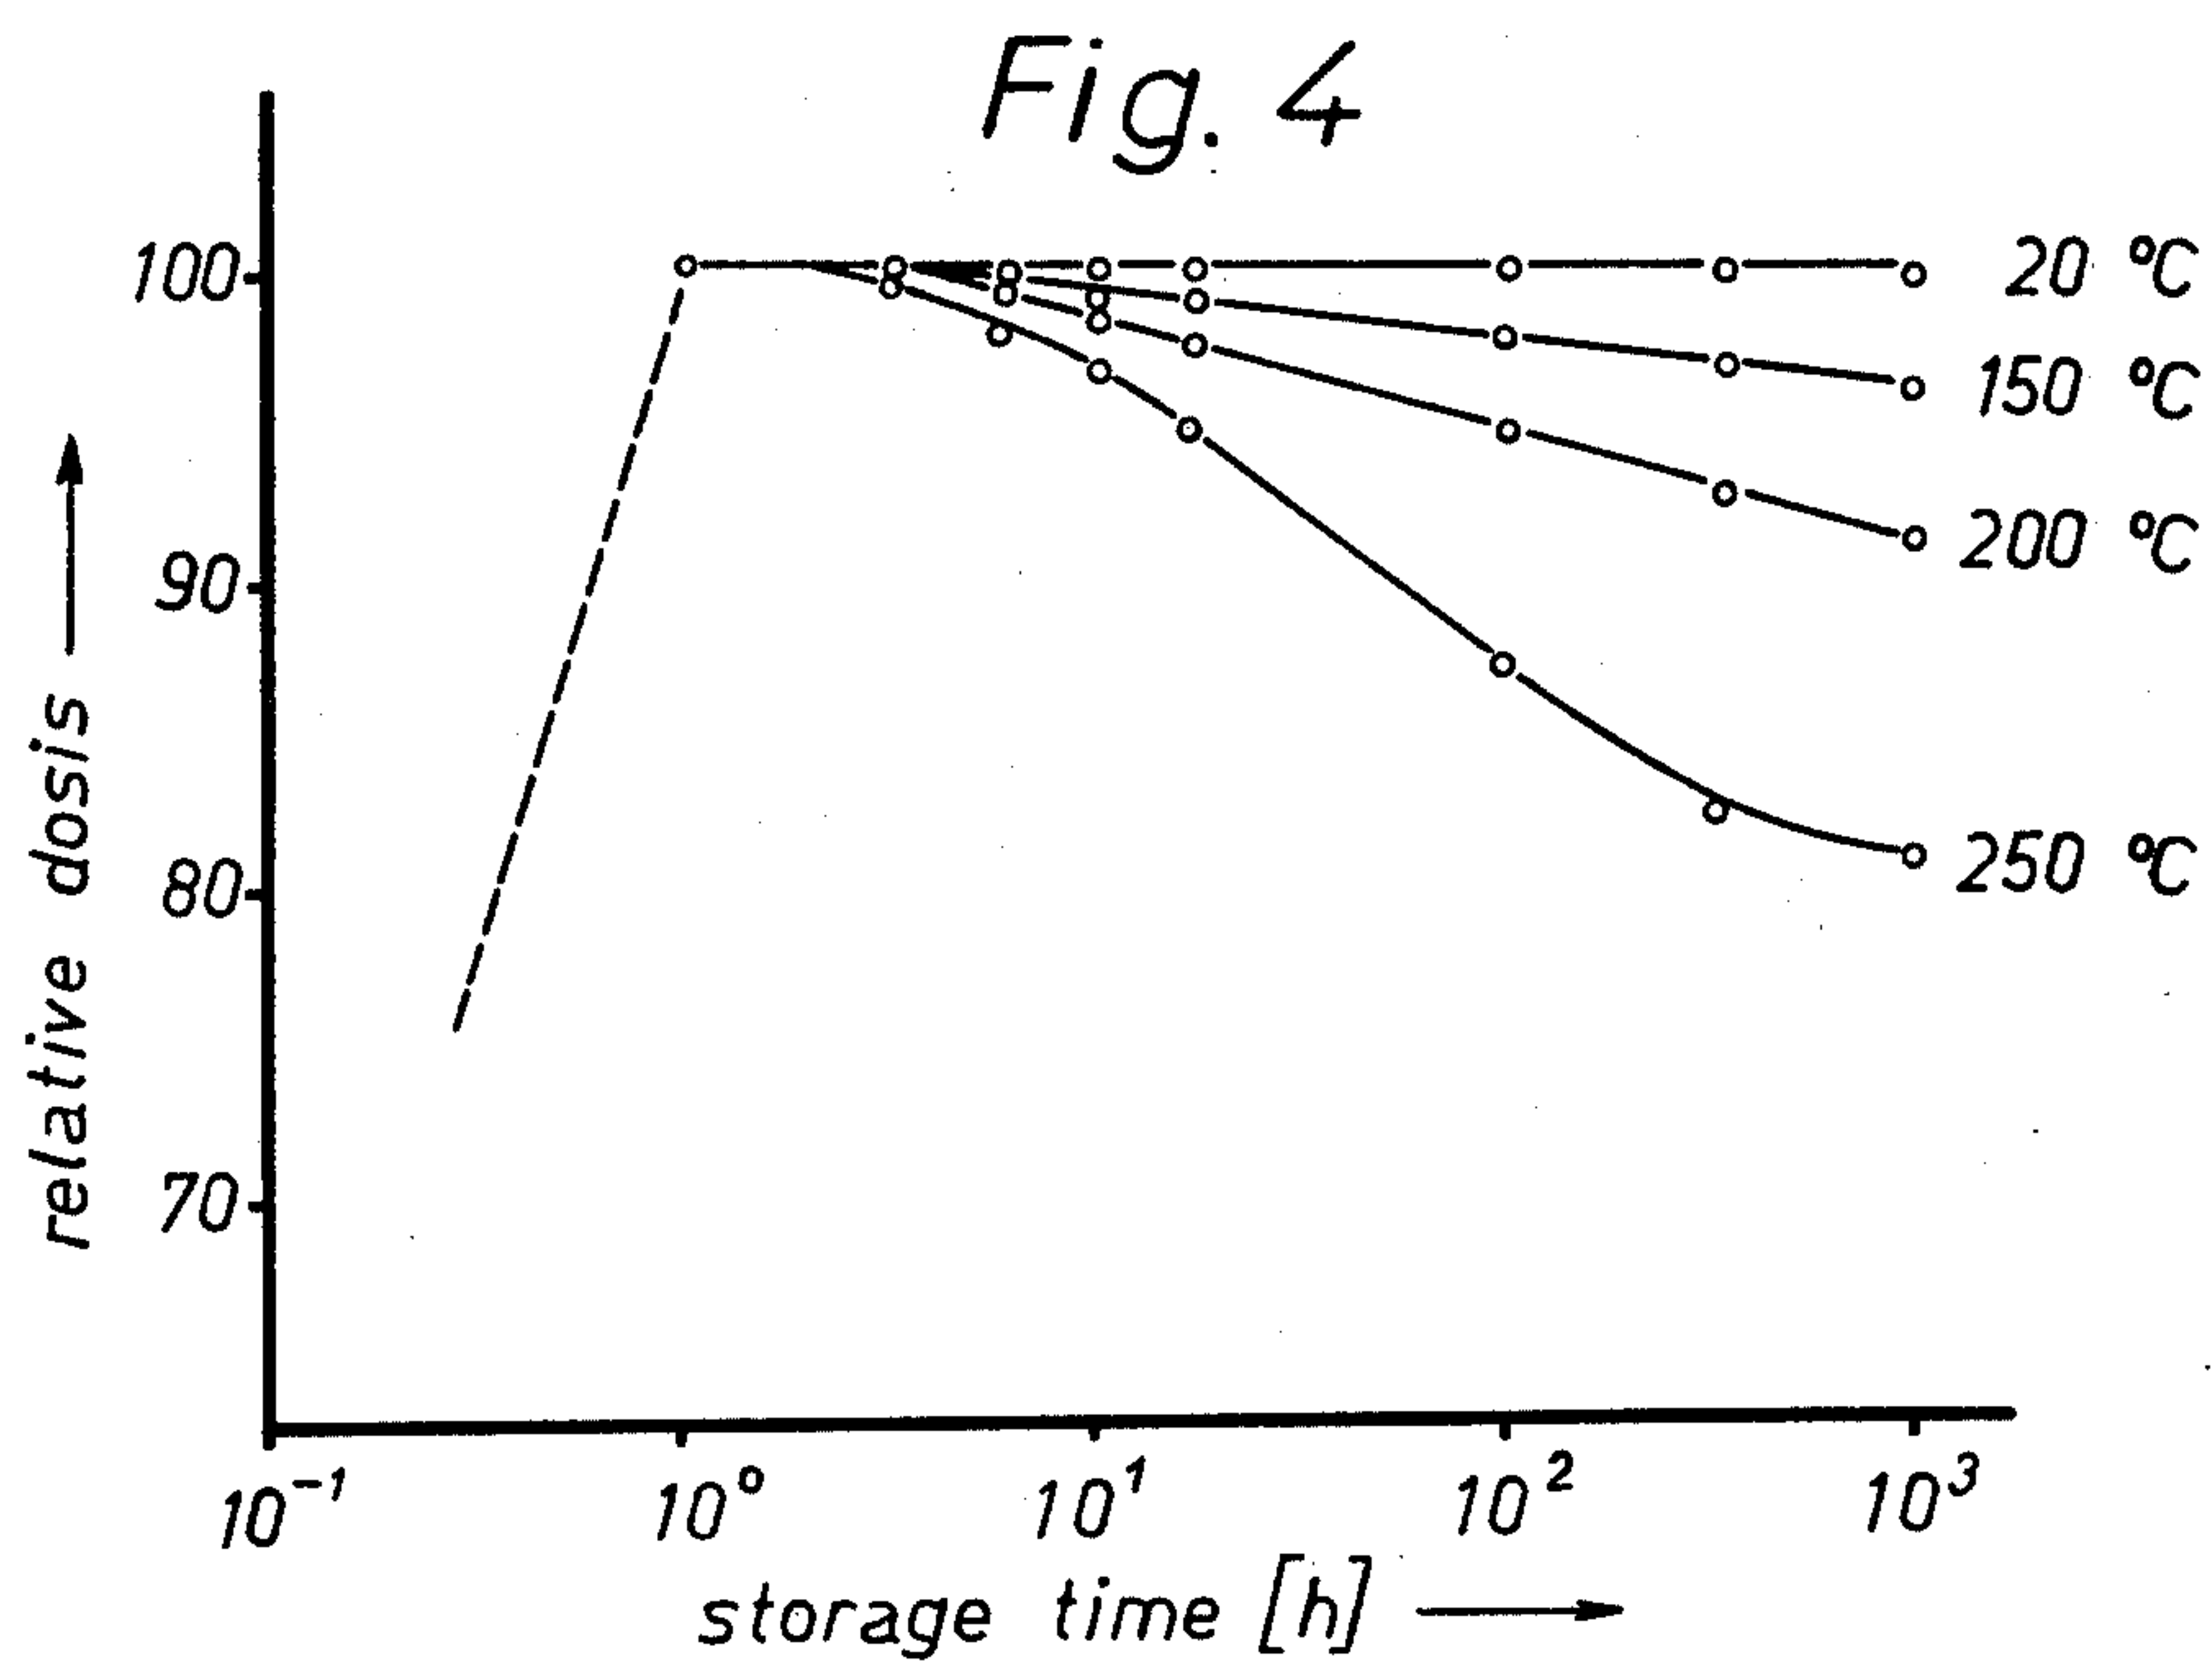 Fig. 4
100
90
80
70
relative dosis
20 °C
150 °C
200 °C
250 °C
10⁻¹
10⁰
10¹
10²
10³
storage time [h]